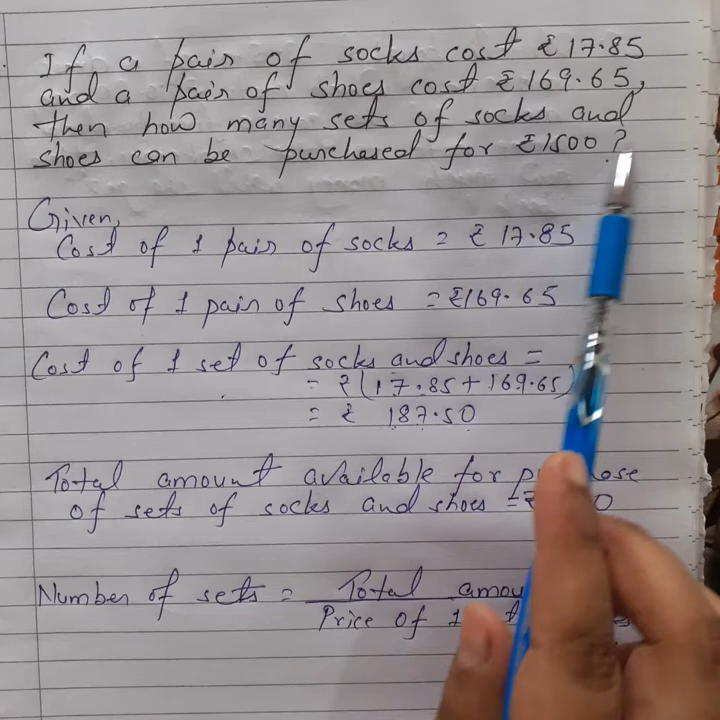 If a pair of socks cost ₹17.85
and a pair of shoes cost ₹169.65,
then how many sets of socks and
shoes can be purchased for ₹1500?
Given,
Cost of 1 pair of socks = ₹ 17.85
Cost of 1 pair of shoes = ₹169.65
Cost of 1 set of socks and shoes =
= ₹(17.85+169.65)
= ₹ 187.50
Total amount available for
of sets of socks and shoes =₹
Number of sets = Total
Price of 1